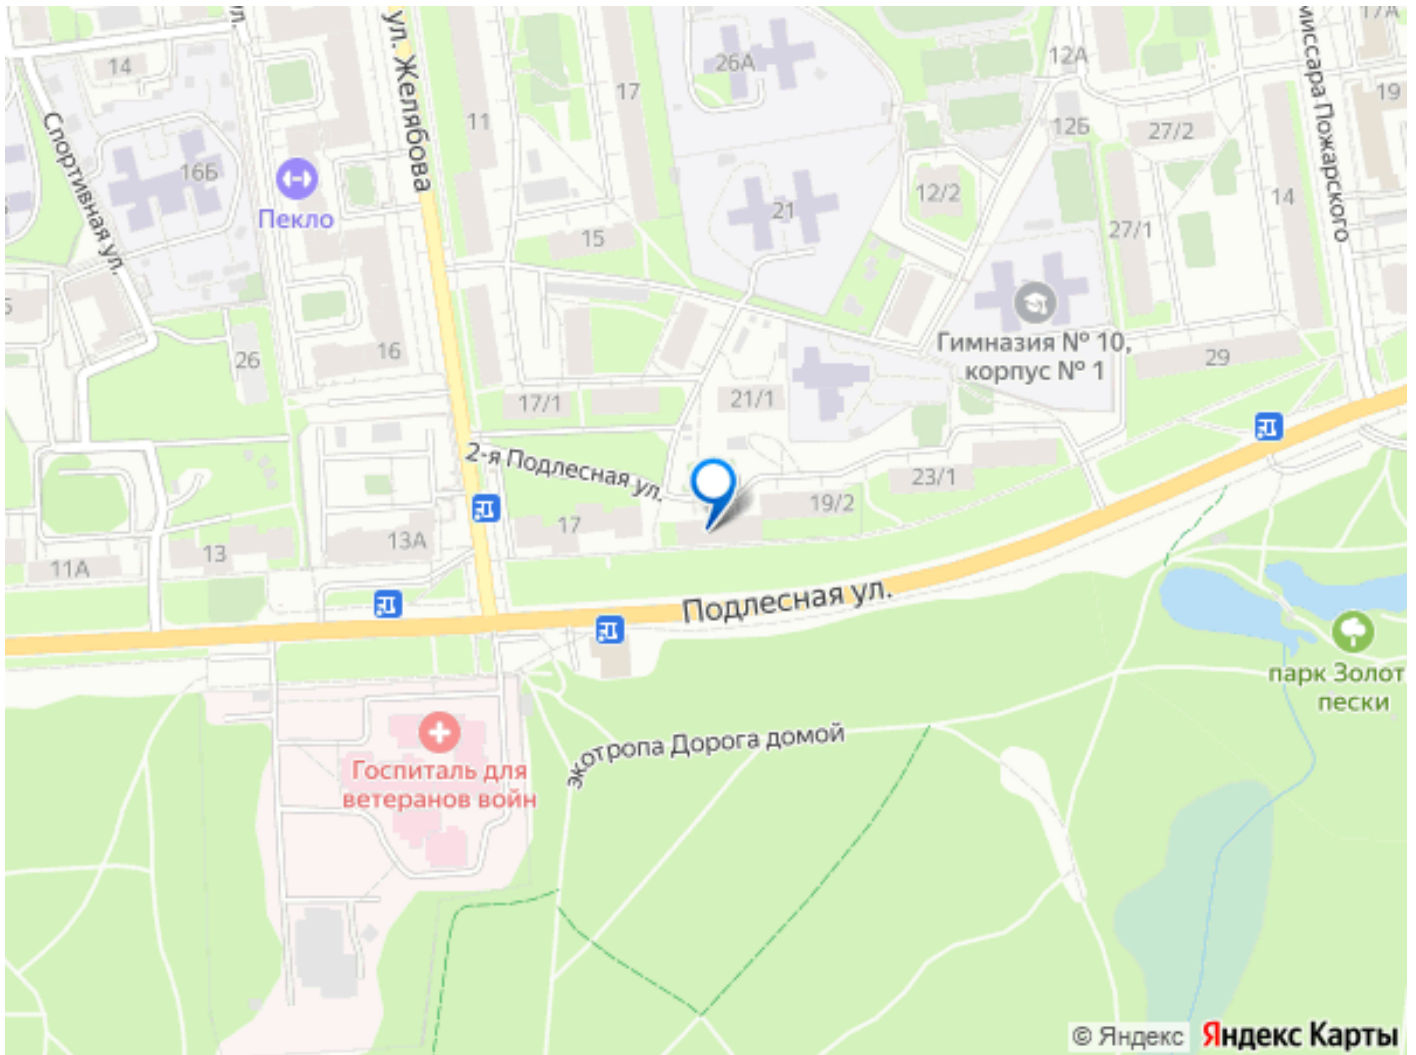 17А
14
12А
26А
17
19
ул. Желябова
11
миссара Пожарского
12Б
27/2
Спортивная ул.
16Б
Пекло
12/2
14
21
27/1
15
Гимназия № 10,
корпус № 1
26
16
29
17/1
21/1
2-я Подлесная ул.
23/1
19/2
17
13А
13
11А
Подлесная ул.
парк Золот
пески
экотропа Дорога домой
Госпиталь для
ветеранов войн
© Яндекс
Яндекс Карты